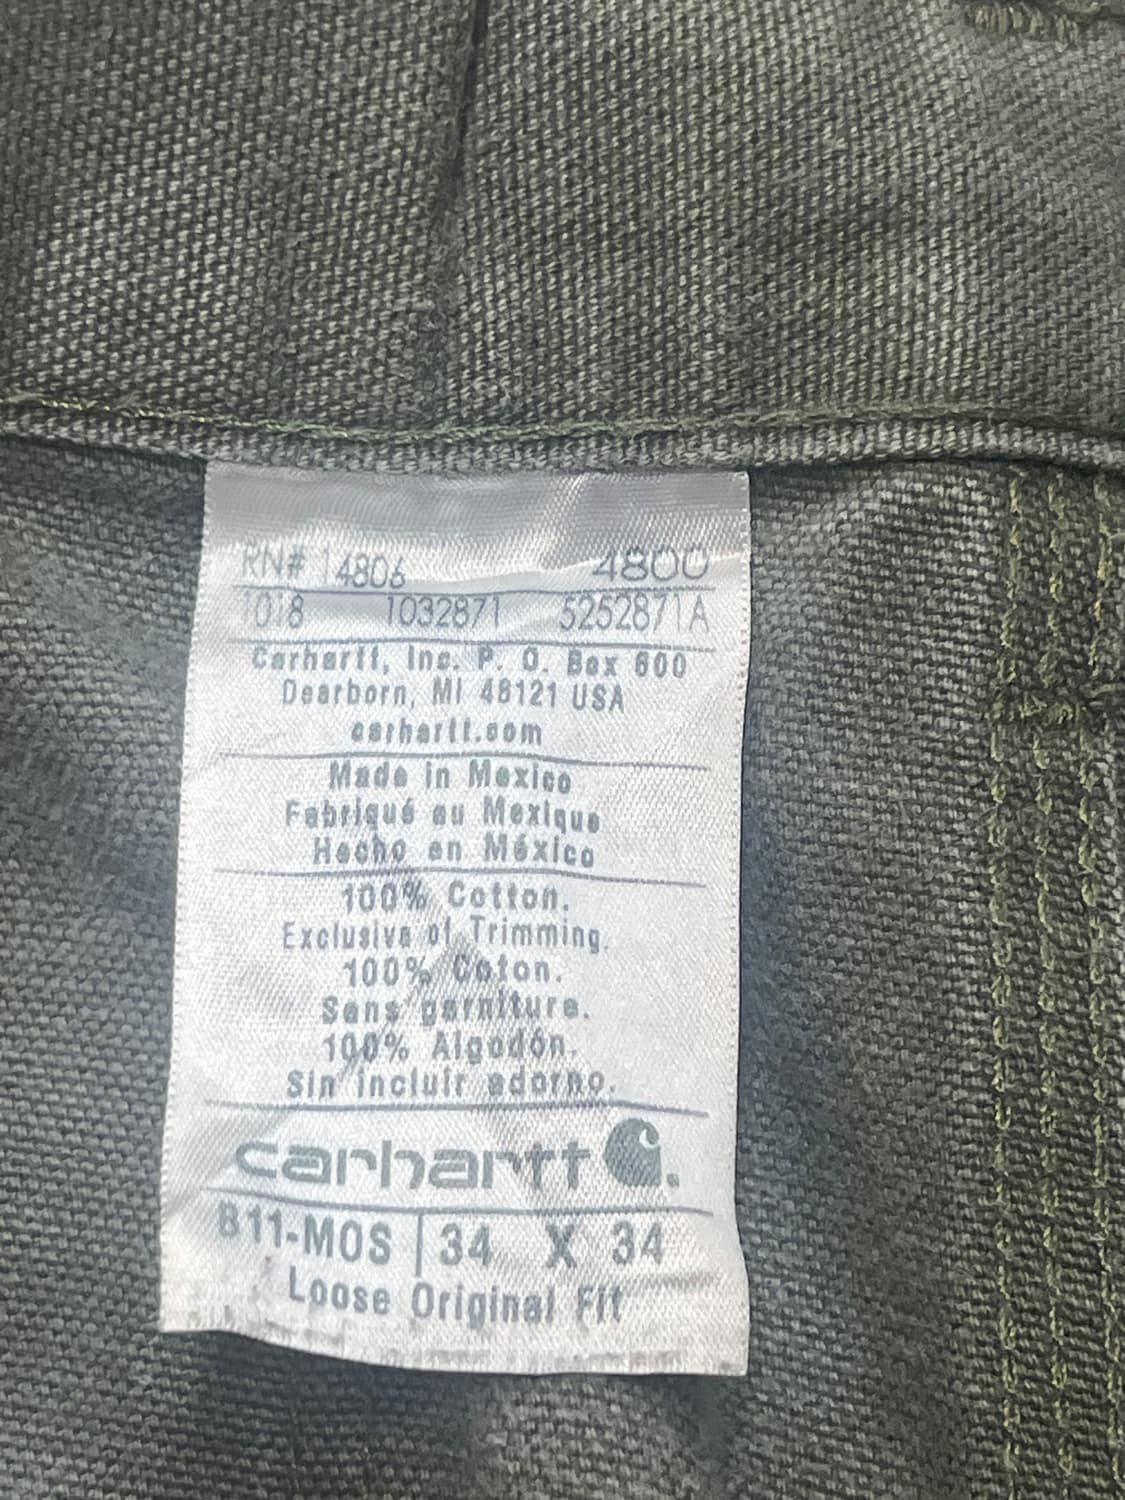 RN# 14806 4800
1018 1032871 5252871A
Carhartt, Inc. P. O. Box 600
Dearborn, MI 48121 USA
carhartt.com
Made in Mexico
Fabriqué au Mexique
Hecho en México
100% Cotton.
Exclusive of Trimming.
100% Coton.
Sans garniture.
100% Algodón.
Sin incluir adorno.
carhartt
B11-MOS 34 X 34
Loose Original Fit